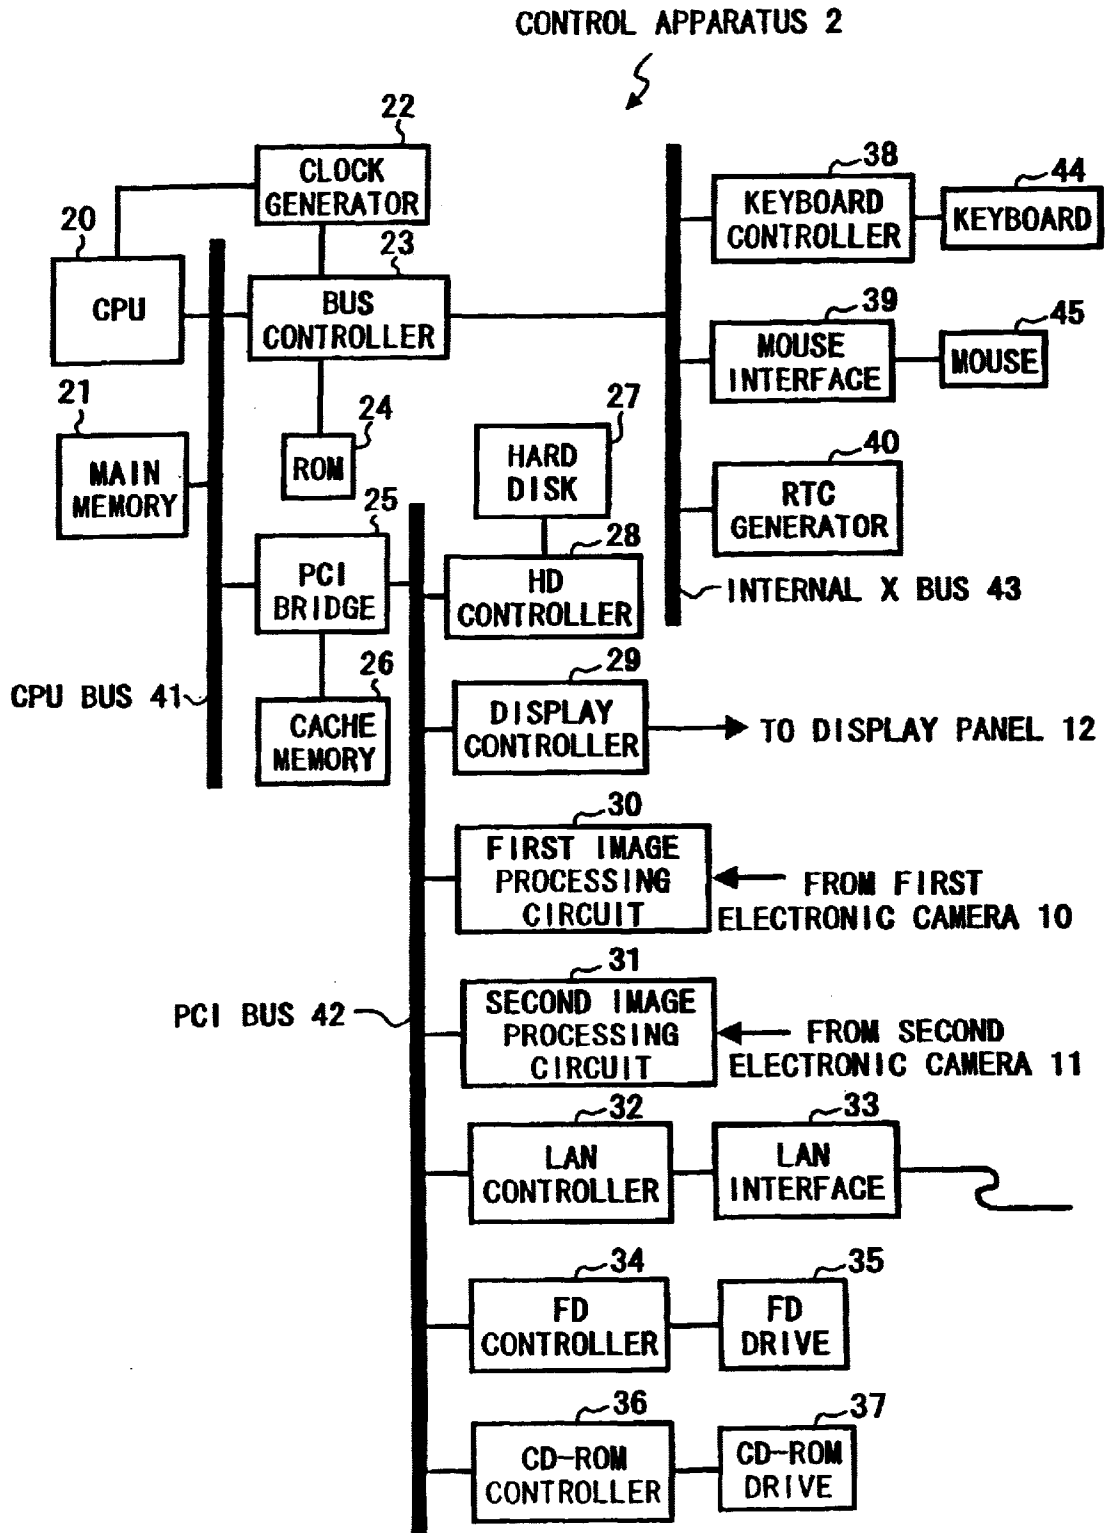 CONTROL APPARATUS 2
22
CLOCK
GENERATOR
20
CPU
23
BUS
CONTROLLER
21
MAIN
MEMORY
24
ROM
25
PCI
BRIDGE
26
CACHE
MEMORY
CPU BUS 41
27
HARD
DISK
28
HD
CONTROLLER
38
KEYBOARD
CONTROLLER
44
KEYBOARD
39
MOUSE
INTERFACE
45
MOUSE
40
RTC
GENERATOR
INTERNAL X BUS 43
29
DISPLAY
CONTROLLER
TO DISPLAY PANEL 12
30
FIRST IMAGE
PROCESSING
CIRCUIT
FROM FIRST
ELECTRONIC CAMERA 10
PCI BUS 42
31
SECOND IMAGE
PROCESSING
CIRCUIT
FROM SECOND
ELECTRONIC CAMERA 11
32
LAN
CONTROLLER
33
LAN
INTERFACE
34
FD
CONTROLLER
35
FD
DRIVE
36
CD-ROM
CONTROLLER
37
CD-ROM
DRIVE